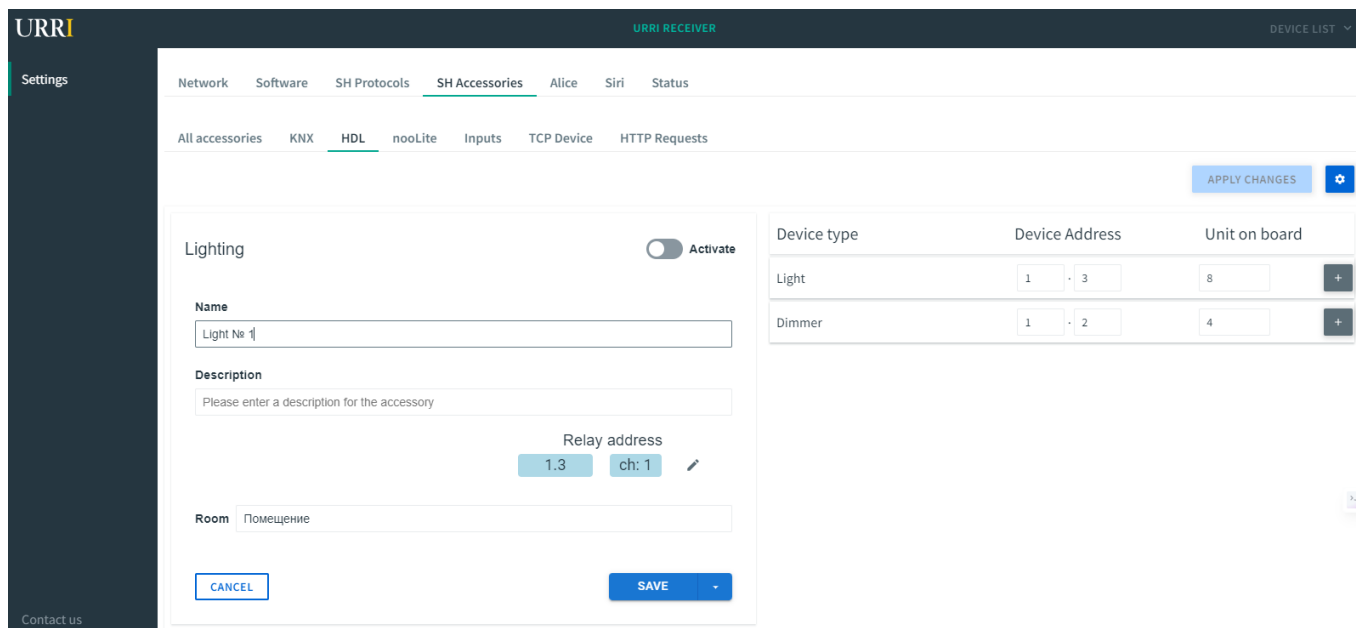 URRI
URRI RECEIVER
DEVICE LIST
Settings
Network Software SH Protocols SH Accessories Alice Siri Status
All accessories KNX HDL nooLite Inputs TCP Device HTTP Requests
APPLY CHANGES
Lighting
Activate
Name
Light № 1
Description
Please enter a description for the accessory
Relay address
1.3 ch: 1
Room Помещение
CANCEL
SAVE
Device type Device Address Unit on board
Light 1 . 3 8 +
Dimmer 1 . 2 4 +
Contact us